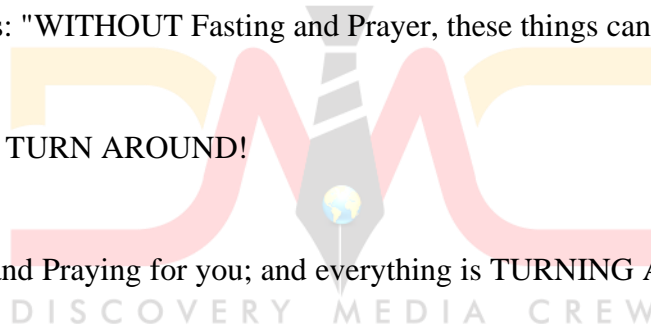 s: "WITHOUT Fasting and Prayer, these things can
TURN AROUND!
and Praying for you; and everything is TURNING A
DISCOVERY MEDIA CREW